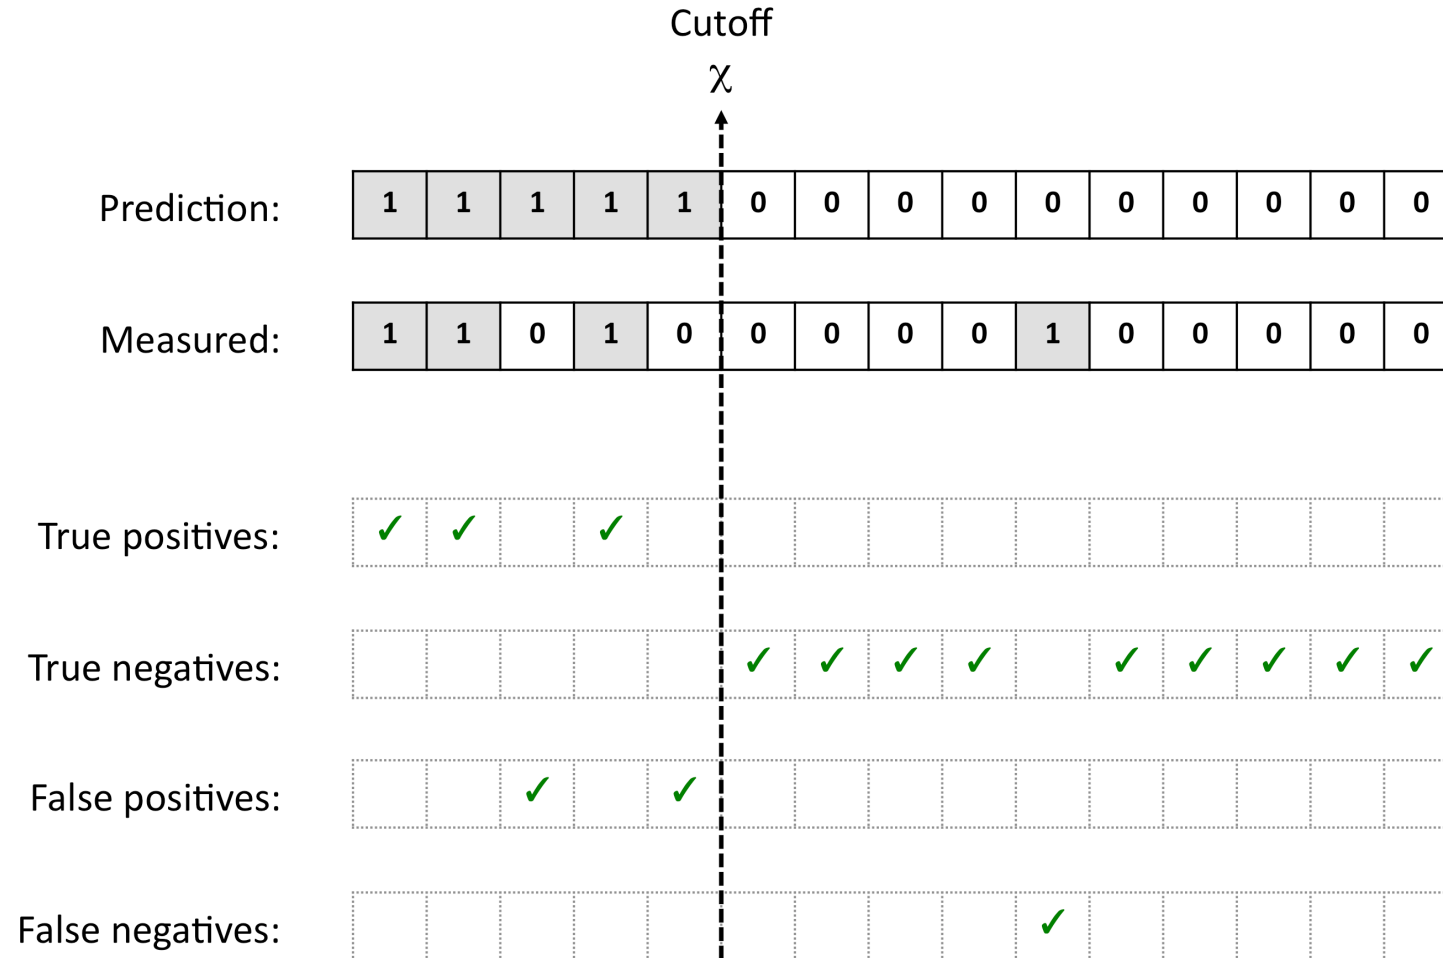 Cutoff
χ
Prediction: 1 1 1 1 1 0 0 0 0 0 0 0 0 0 0
Measured: 1 1 0 1 0 0 0 0 0 1 0 0 0 0 0
True positives: ✓ ✓ ✓
True negatives: ✓ ✓ ✓ ✓ ✓ ✓ ✓ ✓ ✓
False positives: ✓ ✓
False negatives: ✓